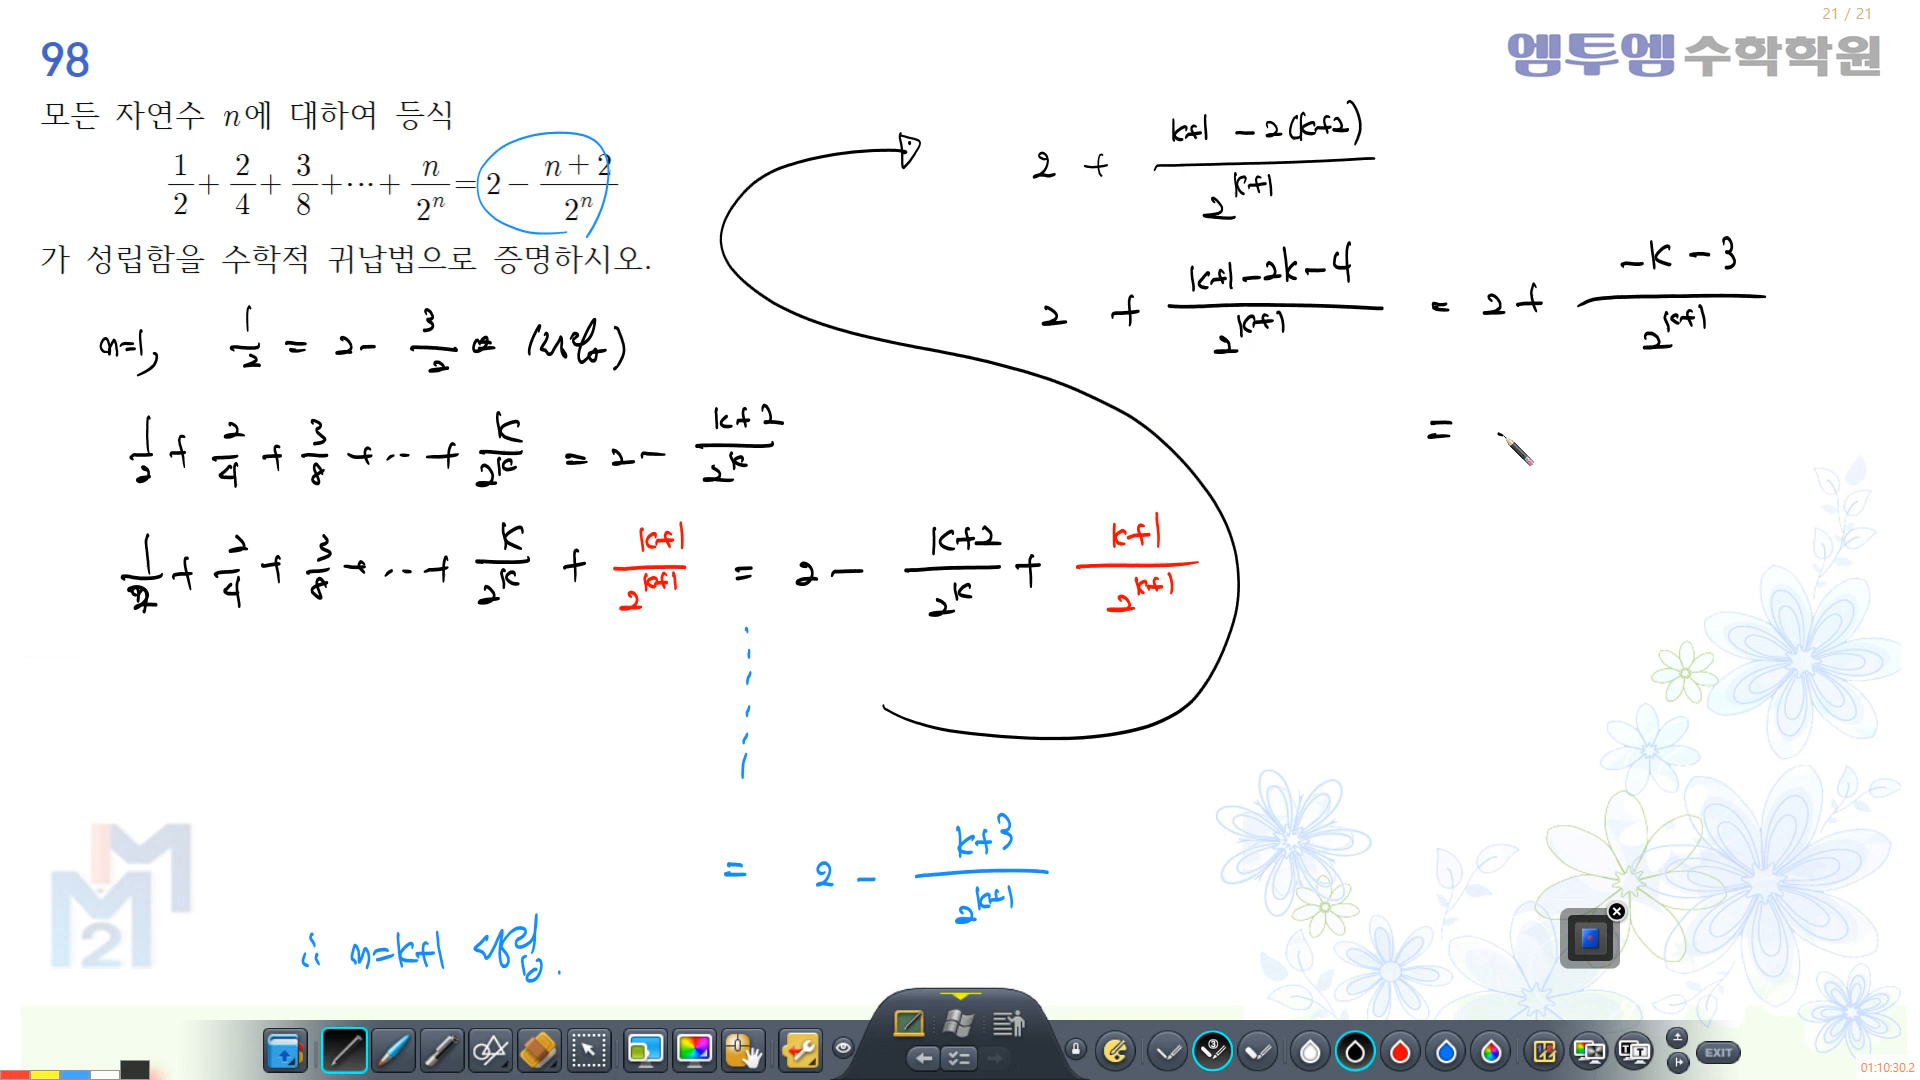 21 / 21
98
엠투엠수학학원
모든 자연수 n에 대하여 등식
1/2 + 2/4 + 3/8 + ⋯ + n/2^n = 2 − (n+2)/2^n
가 성립함을 수학적 귀납법으로 증명하시오.
n=1, 1/2 = 2 − 3/2 (성립)
1/2 + 2/4 + 3/8 + ⋯ + k/2^k = 2 − (k+2)/2^k
1/2 + 2/4 + 3/8 + ⋯ + k/2^k + (k+1)/2^(k+1) = 2 − (k+2)/2^k + (k+1)/2^(k+1)
= 2 − (k+3)/2^(k+1)
∴ n=k+1 성립.
2 + (k+1 − 2(k+2))/2^(k+1)
2 + (k+1−2k−4)/2^(k+1) = 2 + (−k−3)/2^(k+1)
=
M2M
EXIT
01:10:30.2